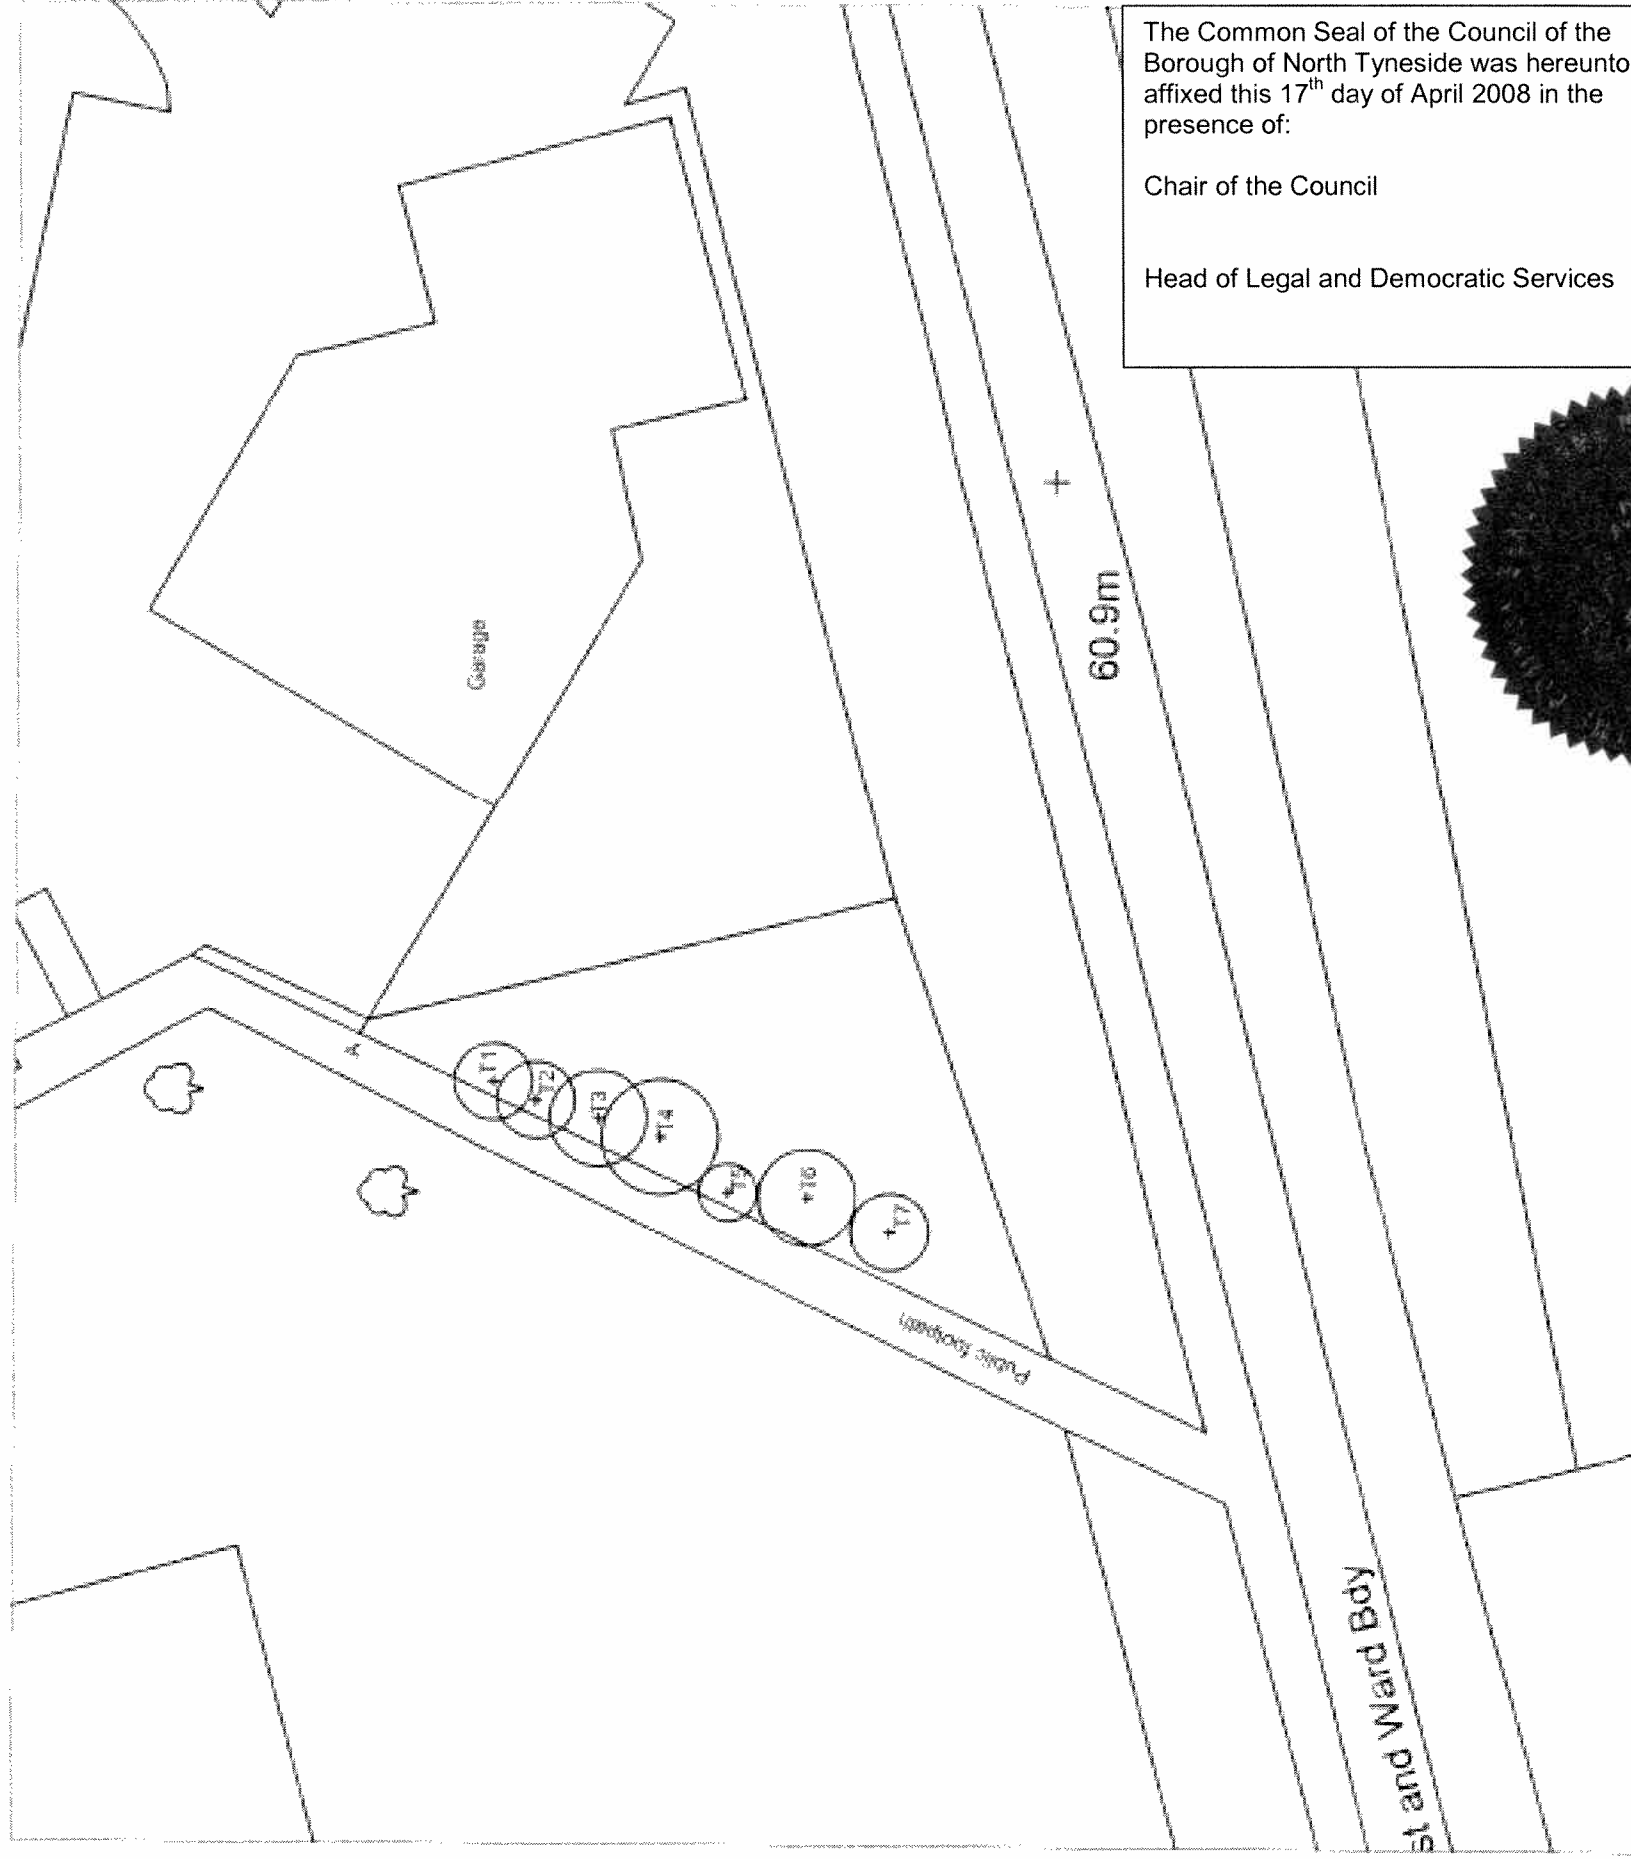 The Common Seal of the Council of the
Borough of North Tyneside was hereunto
affixed this 17th day of April 2008 in the
presence of:
Chair of the Council
Head of Legal and Democratic Services
60.9m
Garage
T1
T2
T3
T4
T5
T6
T7
Public footpath
st and Ward Bdy